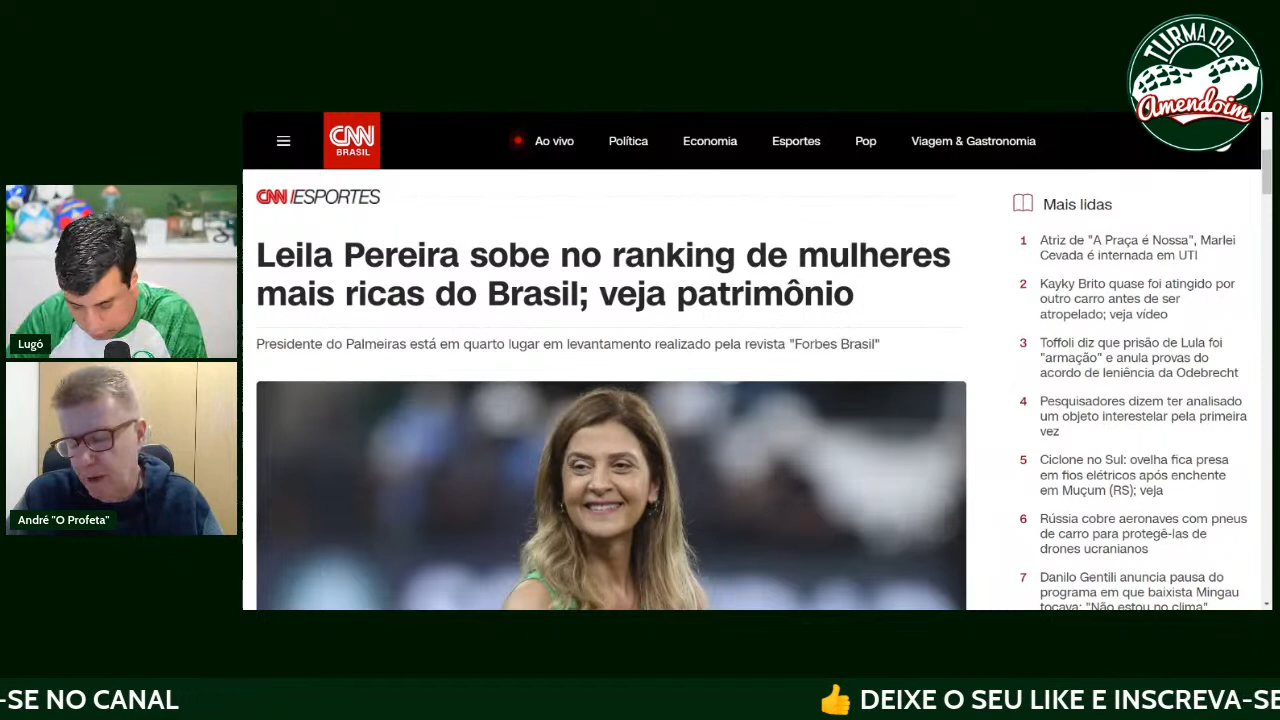 TURMA DO
Amendoim
CNN
BRASIL
Ao vivo
Política
Economia
Esportes
Pop
Viagem & Gastronomia
CNN /ESPORTES
Leila Pereira sobe no ranking de mulheres
mais ricas do Brasil; veja patrimônio
Presidente do Palmeiras está em quarto lugar em levantamento realizado pela revista "Forbes Brasil"
Mais lidas
1 Atriz de "A Praça é Nossa", Marlei
Cevada é internada em UTI
2 Kayky Brito quase foi atingido por
outro carro antes de ser
atropelado; veja vídeo
3 Toffoli diz que prisão de Lula foi
"armação" e anula provas do
acordo de leniência da Odebrecht
4 Pesquisadores dizem ter analisado
um objeto interestelar pela primeira
vez
5 Ciclone no Sul: ovelha fica presa
em fios elétricos após enchente
em Muçum (RS); veja
6 Rússia cobre aeronaves com pneus
de carro para protegê-las de
drones ucranianos
7 Danilo Gentili anuncia pausa do
programa em que baixista Mingau
tocava: "Não estou no clima"
Lugó
André "O Profeta"
-SE NO CANAL
👍 DEIXE O SEU LIKE E INSCREVA-SE